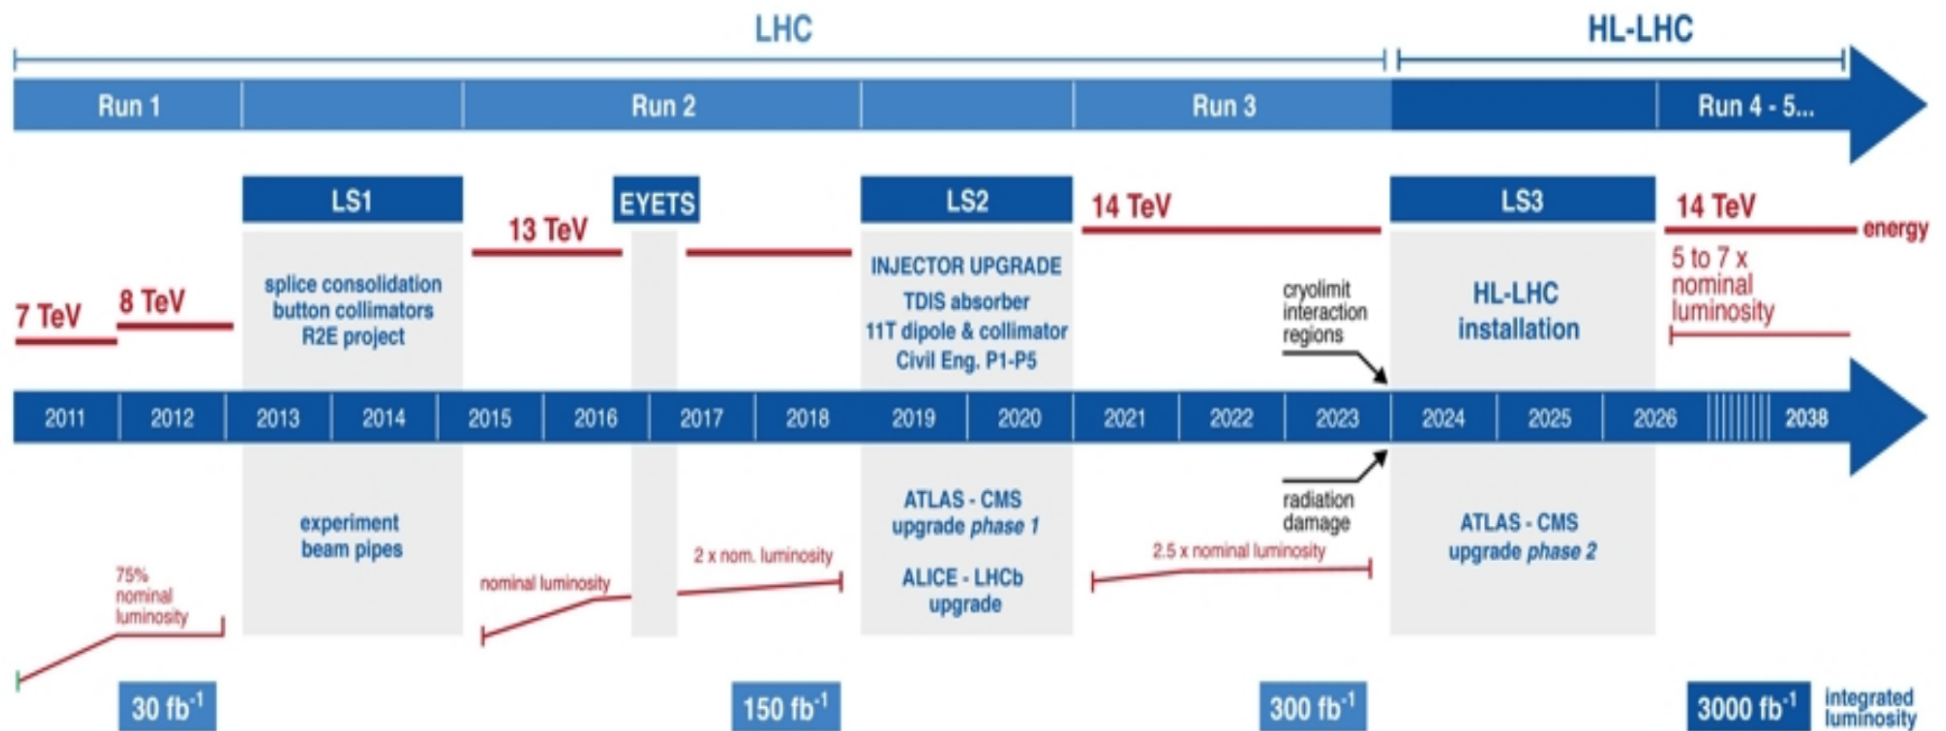 LHC
HL-LHC
Run 1
Run 2
Run 3
Run 4 - 5...
LS1
EYETS
LS2
LS3
13 TeV
14 TeV
14 TeV
energy
7 TeV
8 TeV
splice consolidation
button collimators
R2E project
INJECTOR UPGRADE
TDIS absorber
11T dipole & collimator
Civil Eng. P1-P5
cryolimit
interaction
regions
HL-LHC
installation
5 to 7 x
nominal
luminosity
2011
2012
2013
2014
2015
2016
2017
2018
2019
2020
2021
2022
2023
2024
2025
2026
2038
75%
nominal
luminosity
experiment
beam pipes
nominal luminosity
2 x nom. luminosity
ATLAS - CMS
upgrade phase 1
ALICE - LHCb
upgrade
2.5 x nominal luminosity
radiation
damage
ATLAS - CMS
upgrade phase 2
30 fb-1
150 fb-1
300 fb-1
3000 fb-1
integrated
luminosity